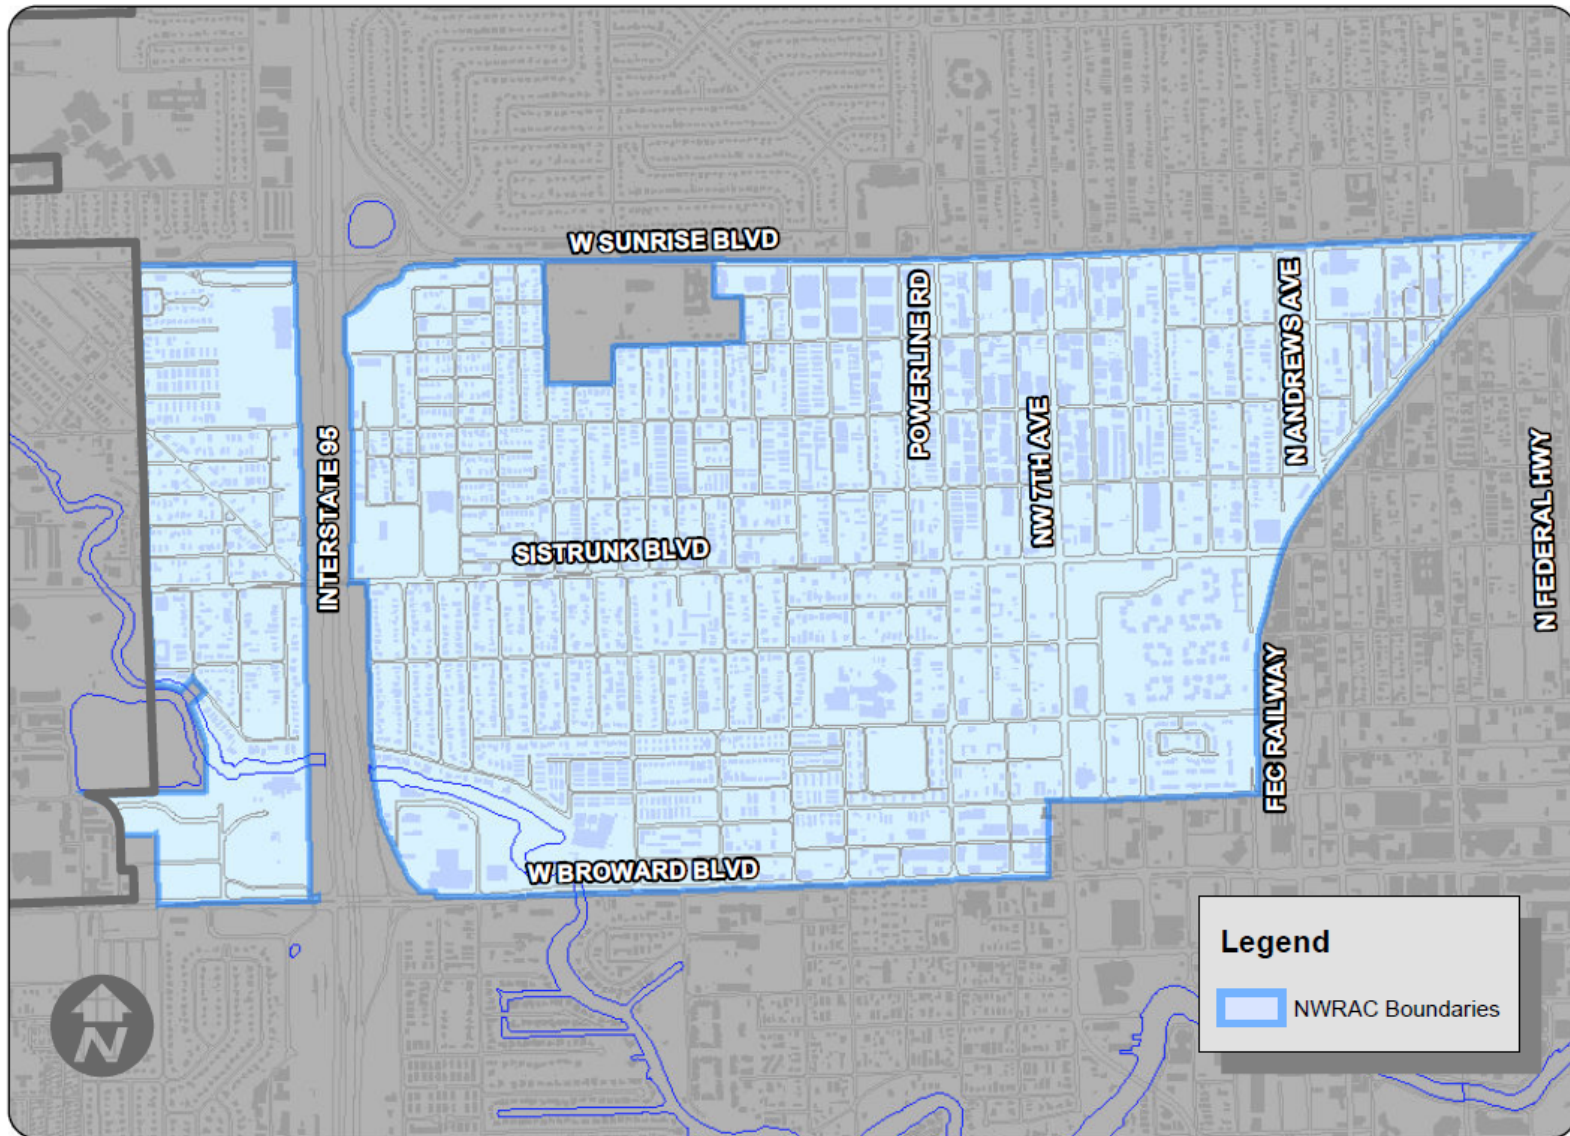 W SUNRISE BLVD
POWERLINE RD
N ANDREWS AVE
NW 7TH AVE
INTERSTATE 95
N FEDERAL HWY
SISTRUNK BLVD
FEC RAILWAY
W BROWARD BLVD
Legend
NWRAC Boundaries
N